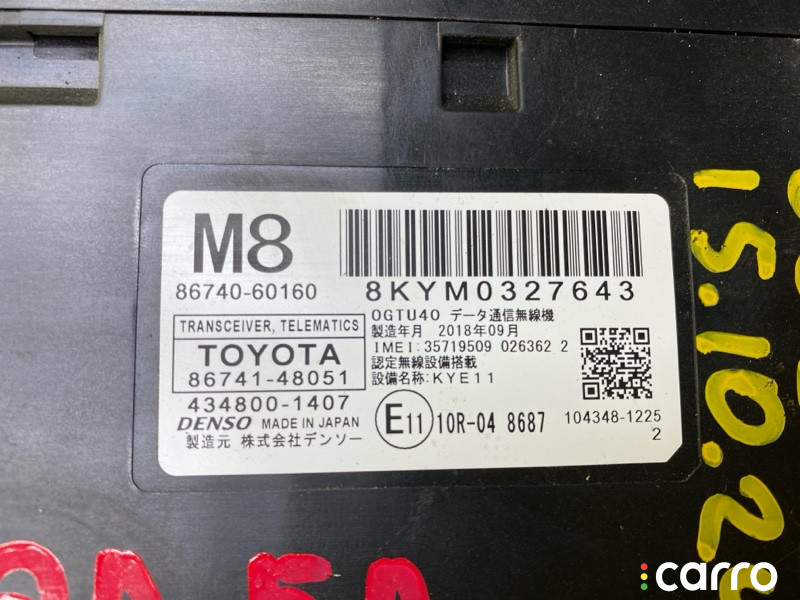 M8
86740-60160
8KYM0327643
TRANSCEIVER, TELEMATICS
TOYOTA
86741-48051
434800-1407
DENSO MADE IN JAPAN
製造元 株式会社デンソー
0GTU40 データ通信無線機
製造年月 2018年09月
IMEI:35719509 026362 2
認定無線設備搭載
設備名称:KYE11
E11 10R-04 8687
104348-1225
2
15.10.2
carro